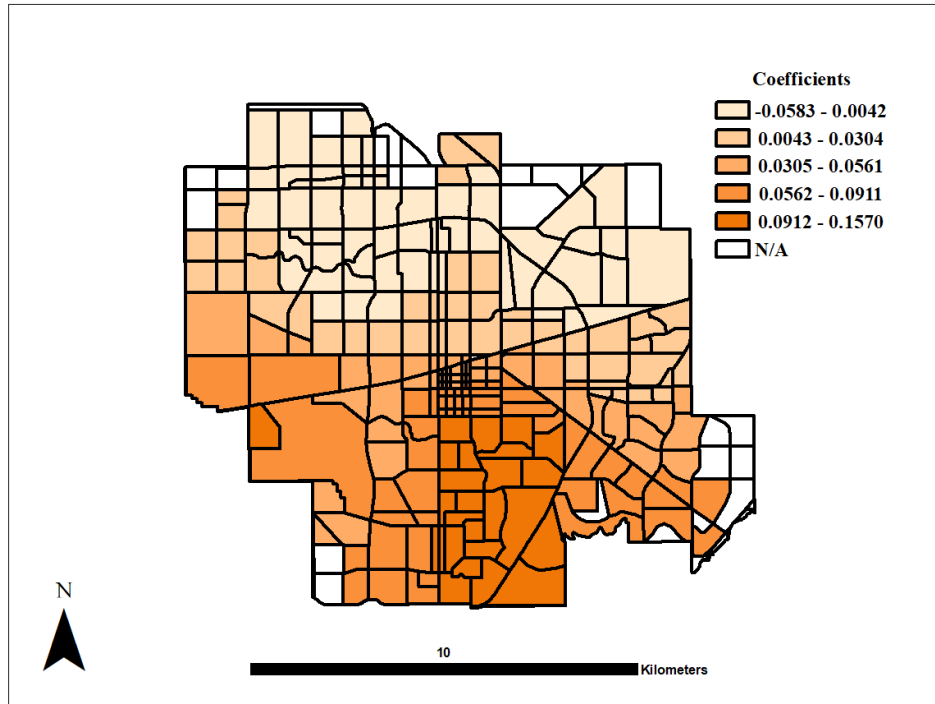 Coefficients
-0.0583 - 0.0042
0.0043 - 0.0304
0.0305 - 0.0561
0.0562 - 0.0911
0.0912 - 0.1570
N/A
N
10
Kilometers